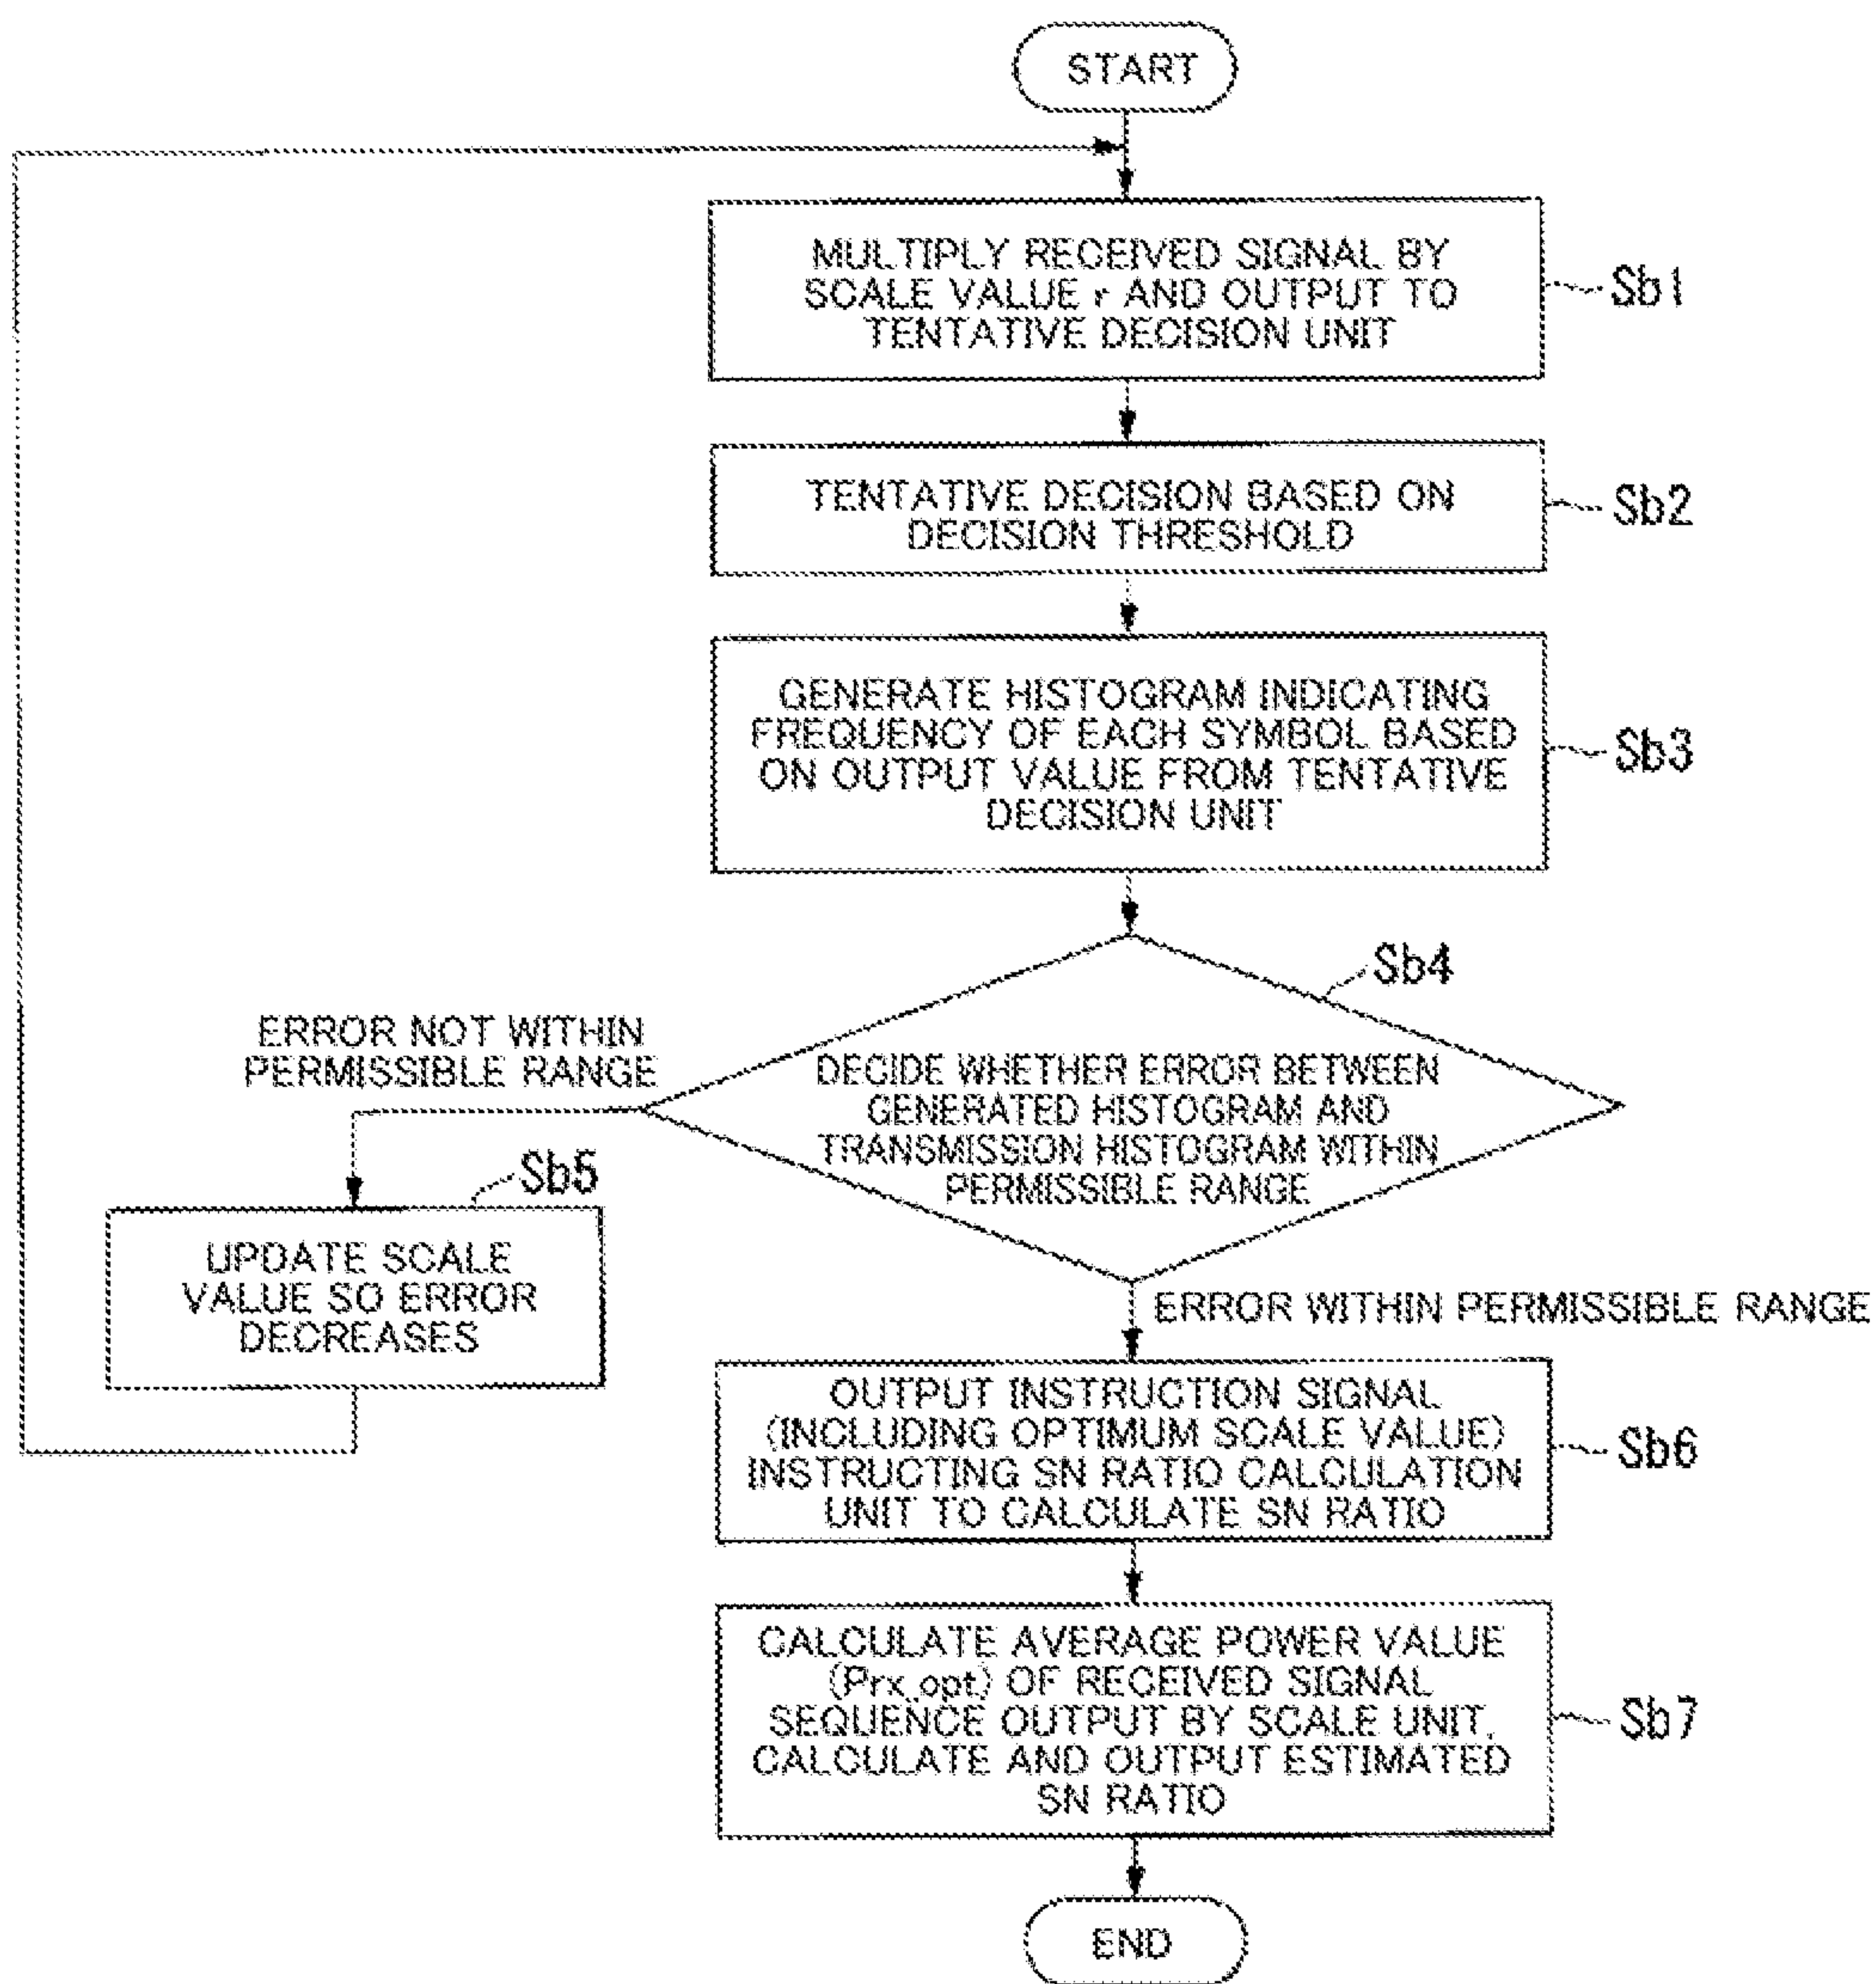 START
MULTIPLY RECEIVED SIGNAL BY
SCALE VALUE r AND OUTPUT TO
TENTATIVE DECISION UNIT
Sb1
TENTATIVE DECISION BASED ON
DECISION THRESHOLD
Sb2
GENERATE HISTOGRAM INDICATING
FREQUENCY OF EACH SYMBOL BASED
ON OUTPUT VALUE FROM TENTATIVE
DECISION UNIT
Sb3
Sb4
DECIDE WHETHER ERROR BETWEEN
GENERATED HISTOGRAM AND
TRANSMISSION HISTOGRAM WITHIN
PERMISSIBLE RANGE
ERROR NOT WITHIN
PERMISSIBLE RANGE
Sb5
UPDATE SCALE
VALUE SO ERROR
DECREASES
ERROR WITHIN PERMISSIBLE RANGE
OUTPUT INSTRUCTION SIGNAL
(INCLUDING OPTIMUM SCALE VALUE)
INSTRUCTING SN RATIO CALCULATION
UNIT TO CALCULATE SN RATIO
Sb6
CALCULATE AVERAGE POWER VALUE
(Prx_opt) OF RECEIVED SIGNAL
SEQUENCE OUTPUT BY SCALE UNIT,
CALCULATE AND OUTPUT ESTIMATED
SN RATIO
Sb7
END